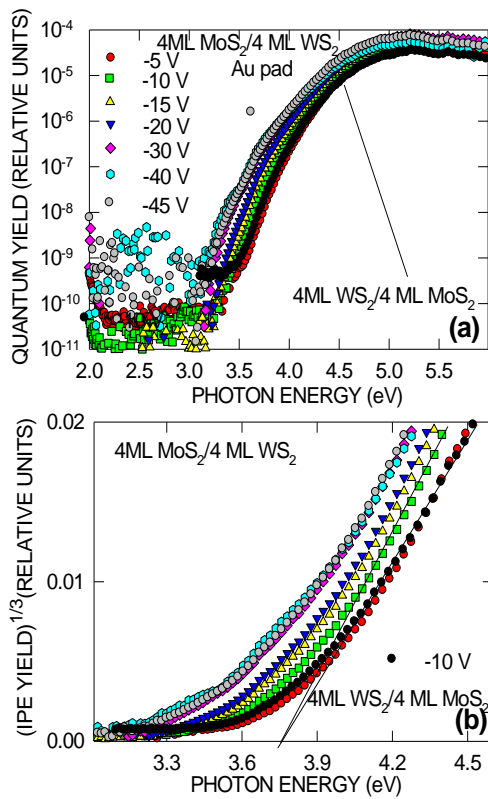 4ML MoS₂/4 ML WS₂
Au pad
-5 V
-10 V
-15 V
-20 V
-30 V
-40 V
-45 V
4ML WS₂/4 ML MoS₂
(a)
QUANTUM YIELD (RELATIVE UNITS)
10⁻⁴
10⁻⁵
10⁻⁶
10⁻⁷
10⁻⁸
10⁻⁹
10⁻¹⁰
10⁻¹¹
2.0 2.5 3.0 3.5 4.0 4.5 5.0 5.5
PHOTON ENERGY (eV)
4ML MoS₂/4 ML WS₂
-10 V
4ML WS₂/4 ML MoS₂
(b)
(IPE YIELD)¹ᐟ³ (RELATIVE UNITS)
0.02
0.01
0.00
3.3 3.6 3.9 4.2 4.5
PHOTON ENERGY (eV)